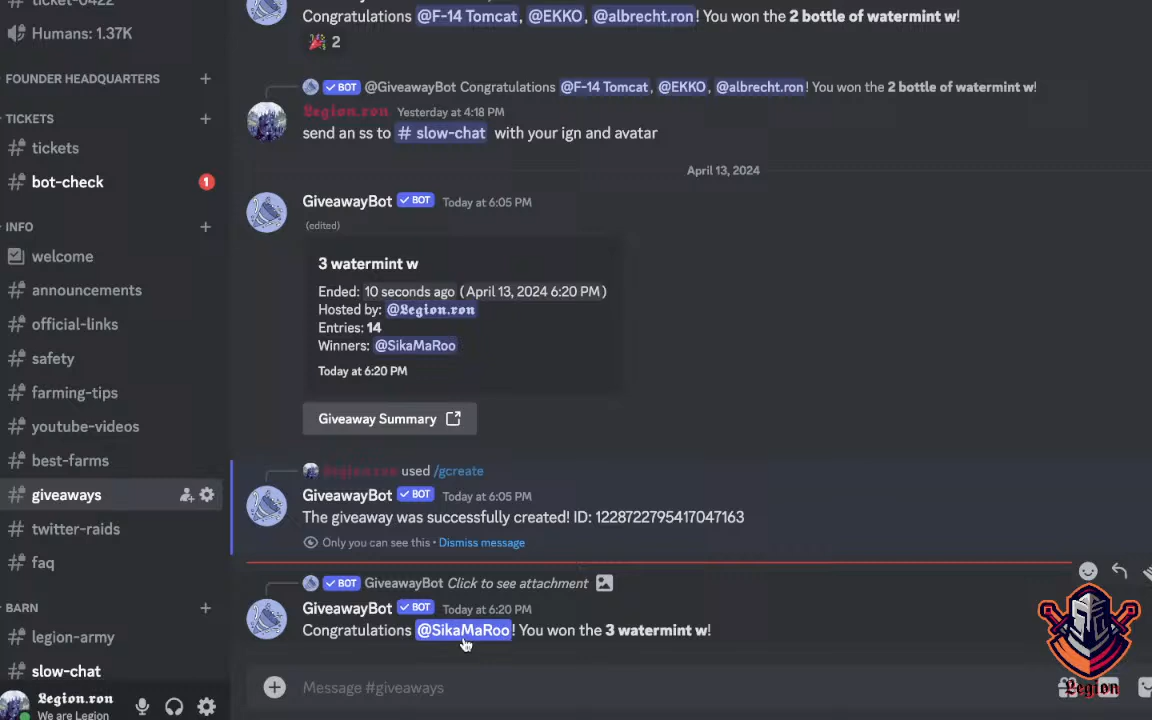 ticket-0422
Humans: 1.37K
FOUNDER HEADQUARTERS
TICKETS
tickets
bot-check
1
INFO
welcome
announcements
official-links
safety
farming-tips
youtube-videos
best-farms
giveaways
twitter-raids
faq
BARN
legion-army
slow-chat
Legion.ron
We are Legion
Congratulations @F-14 Tomcat, @EKKO, @albrecht.ron! You won the 2 bottle of watermint w!
2
BOT @GiveawayBot Congratulations @F-14 Tomcat, @EKKO, @albrecht.ron! You won the 2 bottle of watermint w!
Legion.ron Yesterday at 4:18 PM
send an ss to # slow-chat with your ign and avatar
April 13, 2024
GiveawayBot BOT Today at 6:05 PM
(edited)
3 watermint w
Ended: 10 seconds ago (April 13, 2024 6:20 PM)
Hosted by: @Legion.ron
Entries: 14
Winners: @SikaMaRoo
Today at 6:20 PM
Giveaway Summary
Legion.ron used /gcreate
GiveawayBot BOT Today at 6:05 PM
The giveaway was successfully created! ID: 1228722795417047163
Only you can see this • Dismiss message
BOT GiveawayBot Click to see attachment
GiveawayBot BOT Today at 6:20 PM
Congratulations @SikaMaRoo! You won the 3 watermint w!
Message #giveaways
Legion